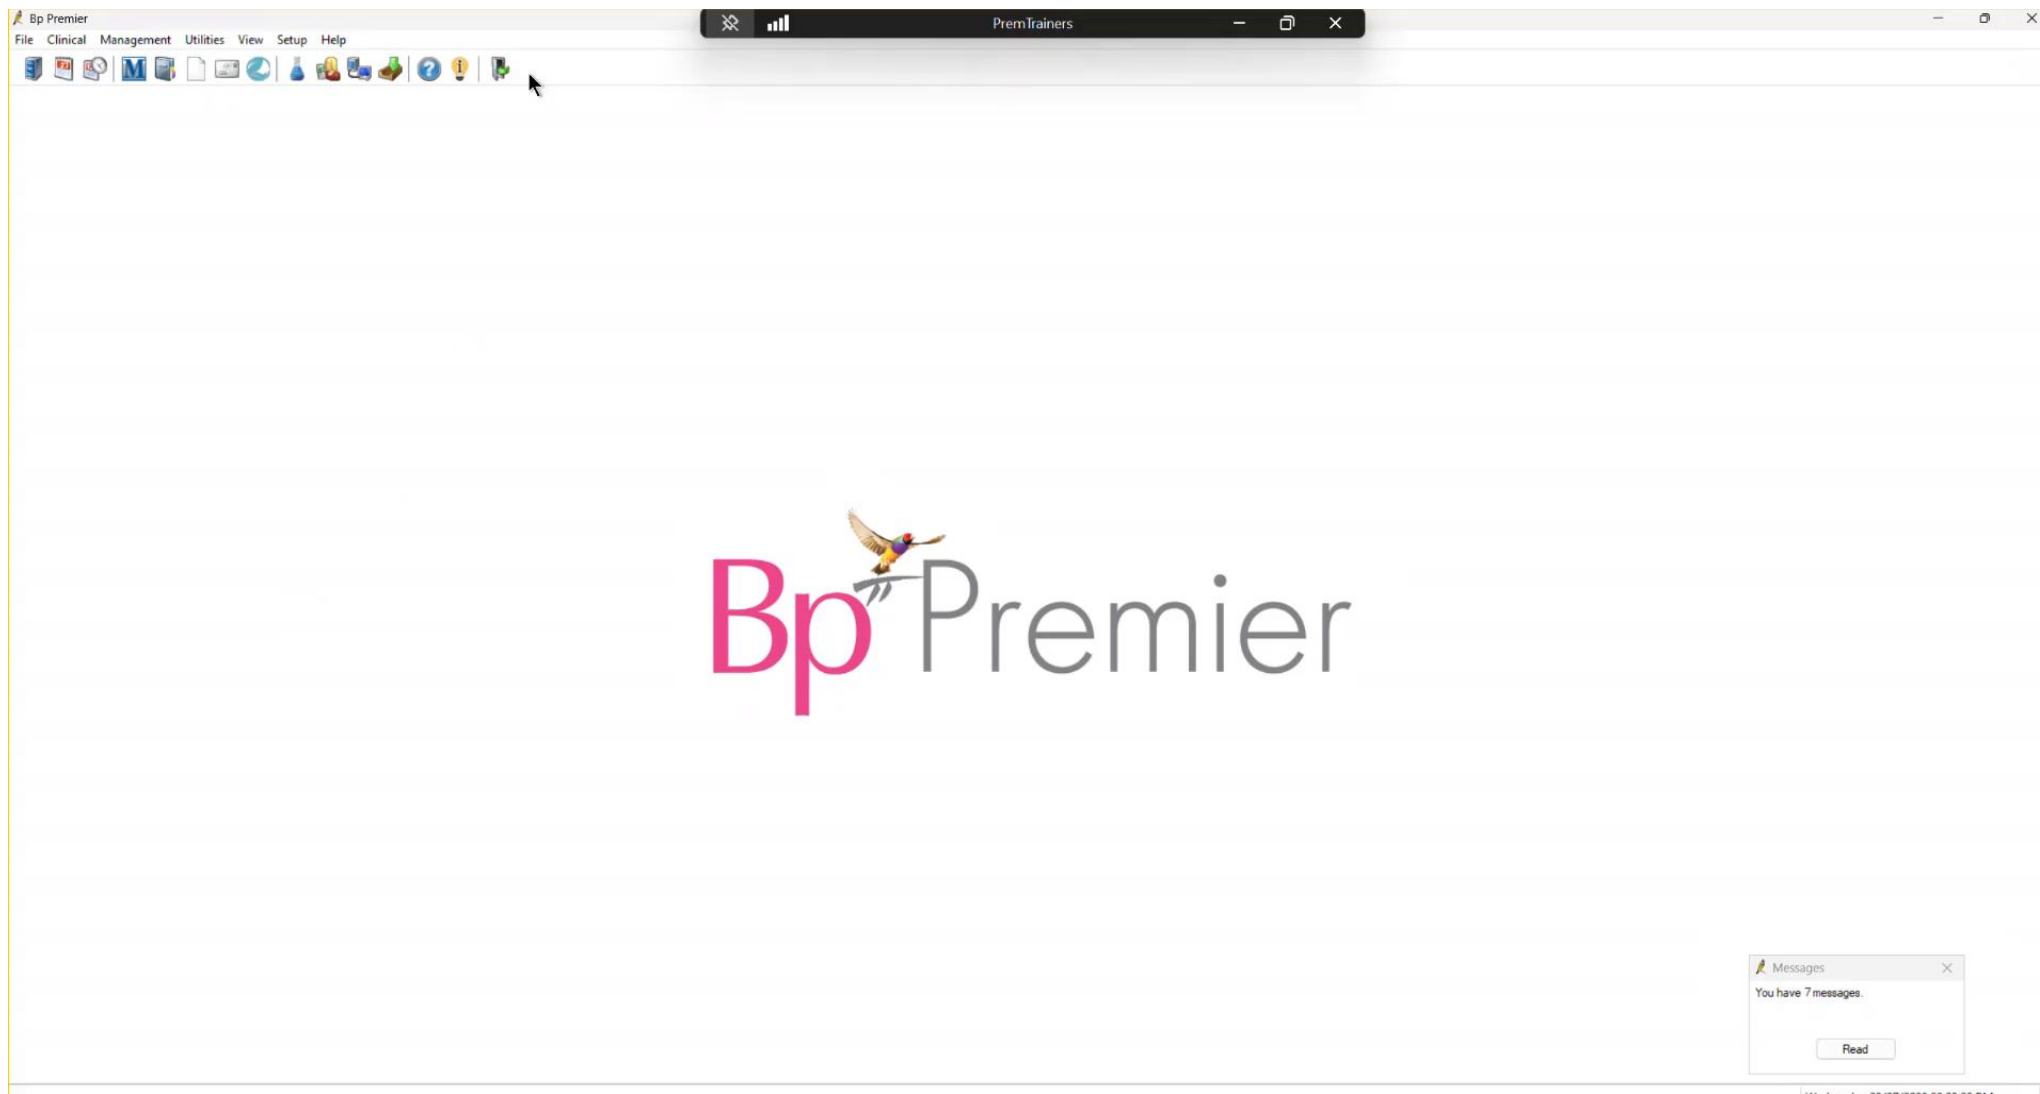 Bp Premier
PremTrainers
File Clinical Management Utilities View Setup Help
M
Bp Premier
Messages
You have 7 messages.
Read